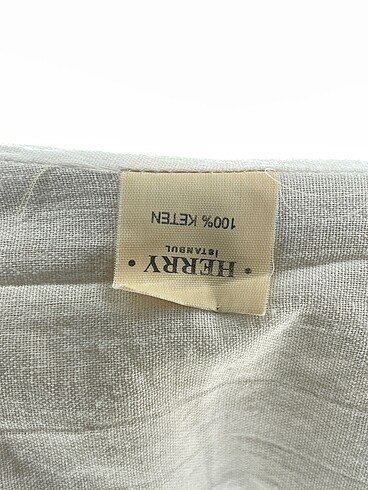 • HERRY •
İSTANBUL
100% KETEN